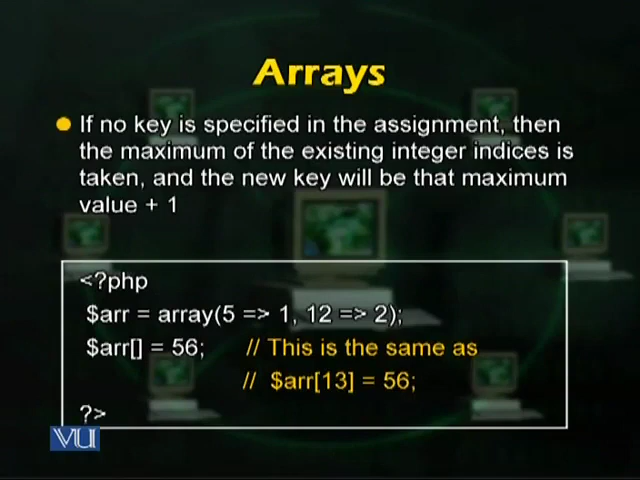 Arrays
If no key is specified in the assignment, then
the maximum of the existing integer indices is
taken, and the new key will be that maximum
value + 1
<?php
$arr = array(5 => 1, 12 => 2);
$arr[] = 56; // This is the same as
// $arr[13] = 56;
?>
VU